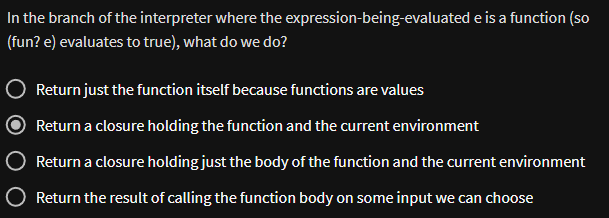 In the branch of the interpreter where the expression-being-evaluated e is a function (so
(fun? e) evaluates to true), what do we do?
Return just the function itself because functions are values
Return a closure holding the function and the current environment
Return a closure holding just the body of the function and the current environment
Return the result of calling the function body on some input we can choose